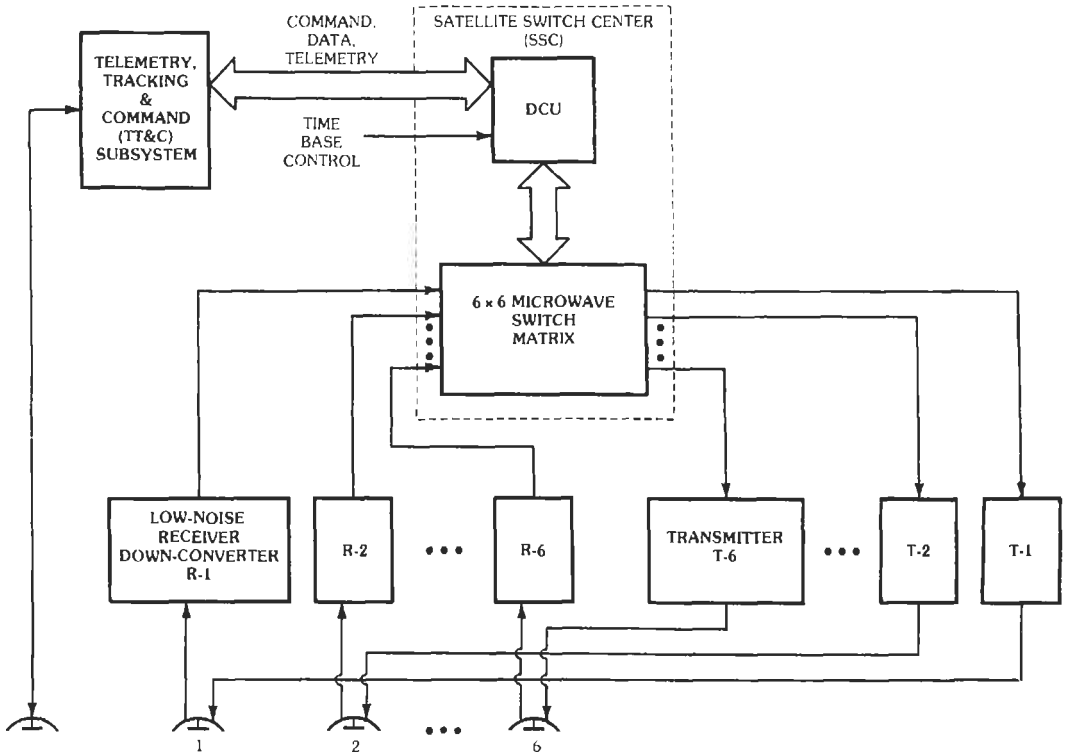 COMMAND,
DATA,
TELEMETRY
SATELLITE SWITCH CENTER
(SSC)
TELEMETRY,
TRACKING
&
COMMAND
(TT&C)
SUBSYSTEM
DCU
TIME
BASE
CONTROL
6 × 6 MICROWAVE
SWITCH
MATRIX
LOW-NOISE
RECEIVER
DOWN-CONVERTER
R-1
R-2
R-6
TRANSMITTER
T-6
T-2
T-1
1
2
6